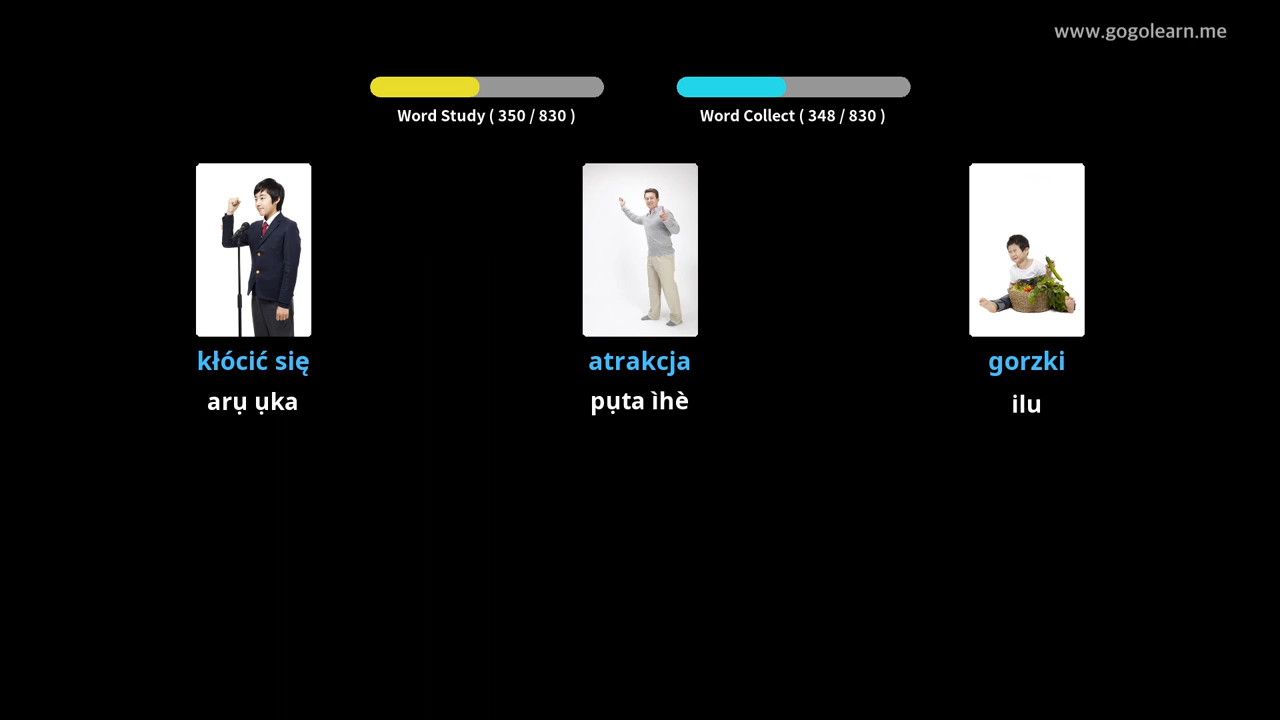 www.gogolearn.me
Word Study ( 350 / 830 )
Word Collect ( 348 / 830 )
kłócić się
atrakcja
gorzki
arụ ụka
pụta ìhè
ilu